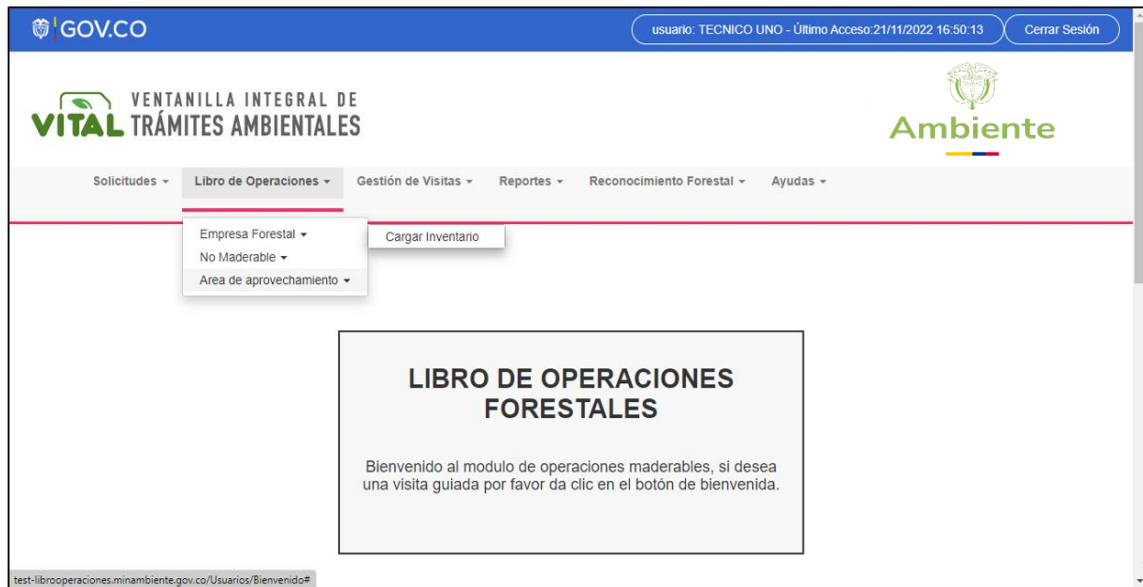 GOV.CO
usuario: TECNICO UNO - Último Acceso:21/11/2022 16:50:13
Cerrar Sesión
VITAL
VENTANILLA INTEGRAL DE
TRÁMITES AMBIENTALES
Ambiente
Solicitudes
Libro de Operaciones
Gestión de Visitas
Reportes
Reconocimiento Forestal
Ayudas
Empresa Forestal
Cargar Inventario
No Maderable
Area de aprovechamiento
LIBRO DE OPERACIONES
FORESTALES
Bienvenido al modulo de operaciones maderables, si desea
una visita guiada por favor da clic en el botón de bienvenida.
test-librooperaciones.minambiente.gov.co/Usuarios/Bienvenido#